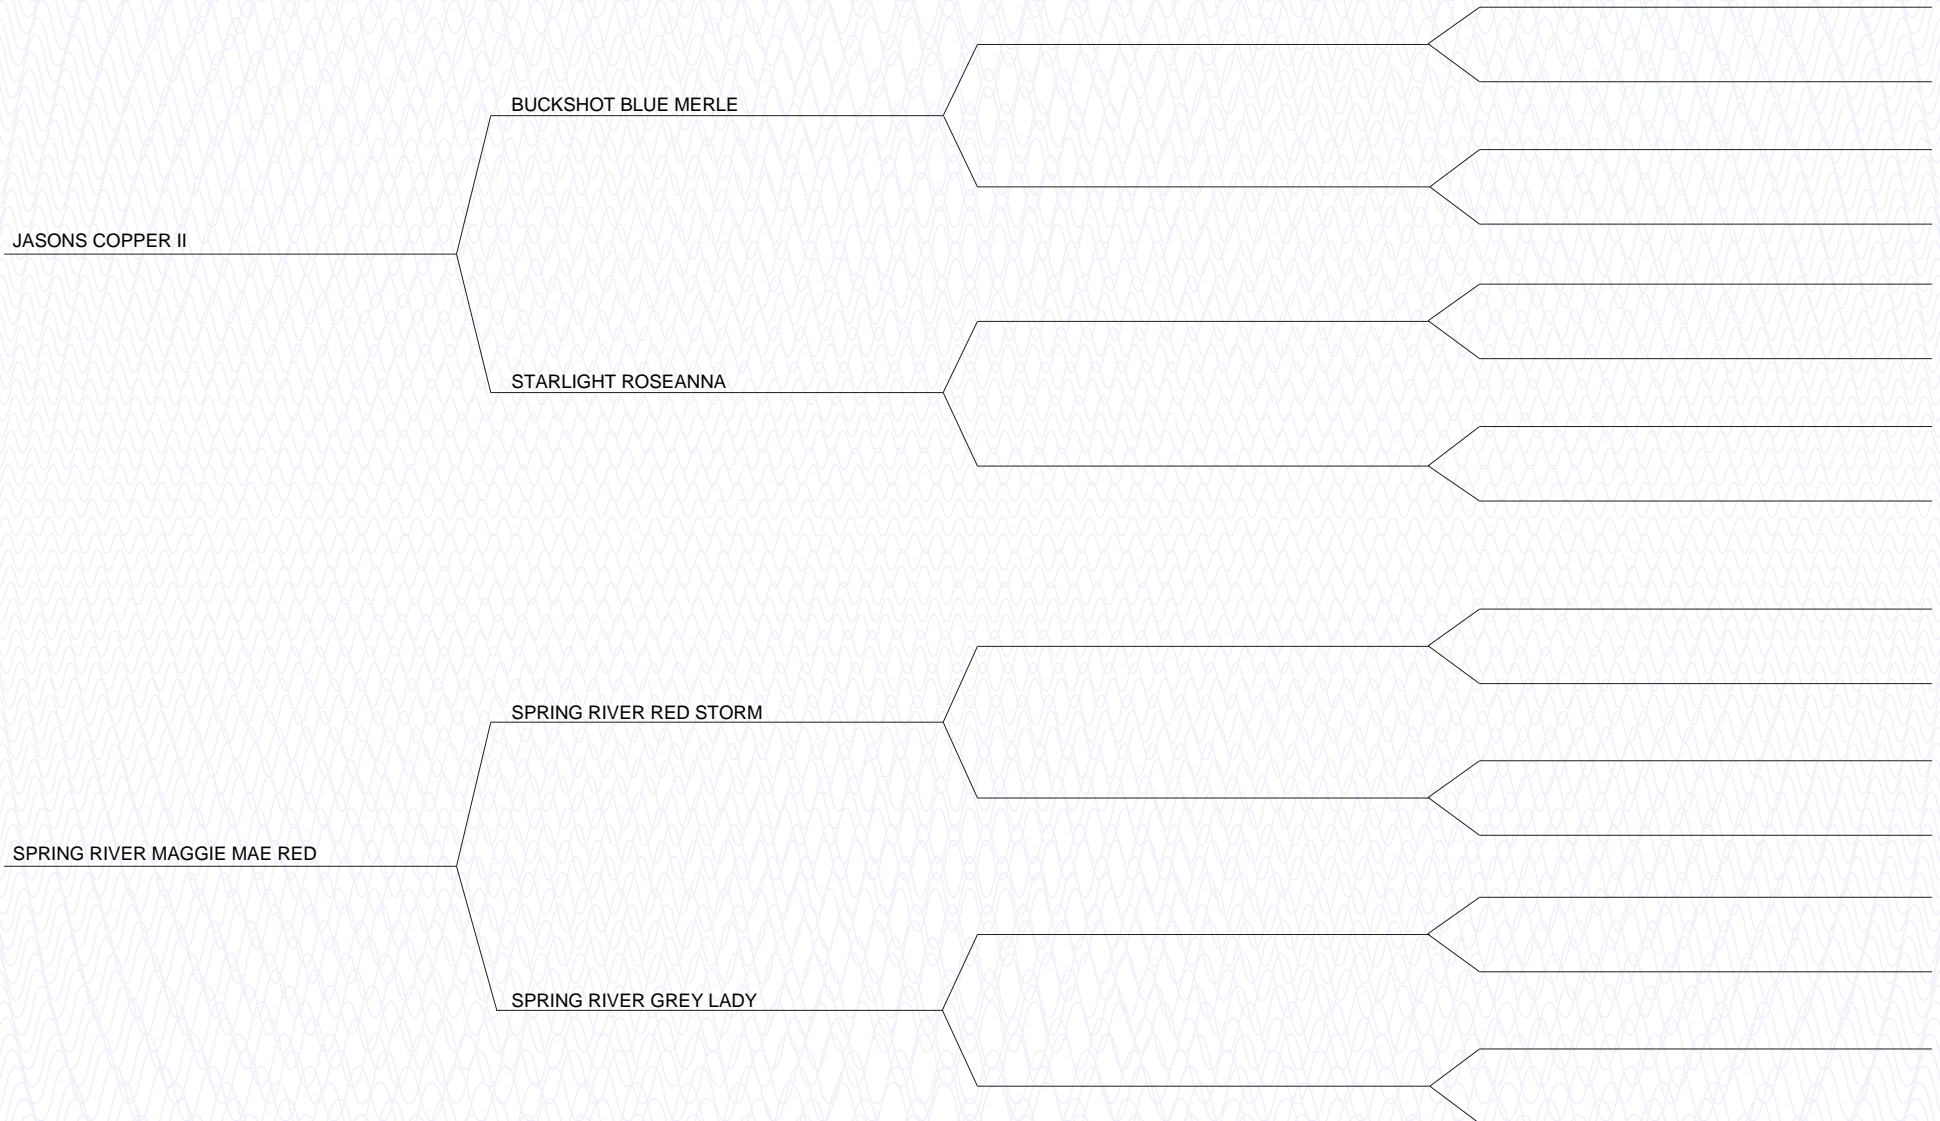 BUCKSHOT BLUE MERLE
JASONS COPPER II
STARLIGHT ROSEANNA
SPRING RIVER RED STORM
SPRING RIVER MAGGIE MAE RED
SPRING RIVER GREY LADY